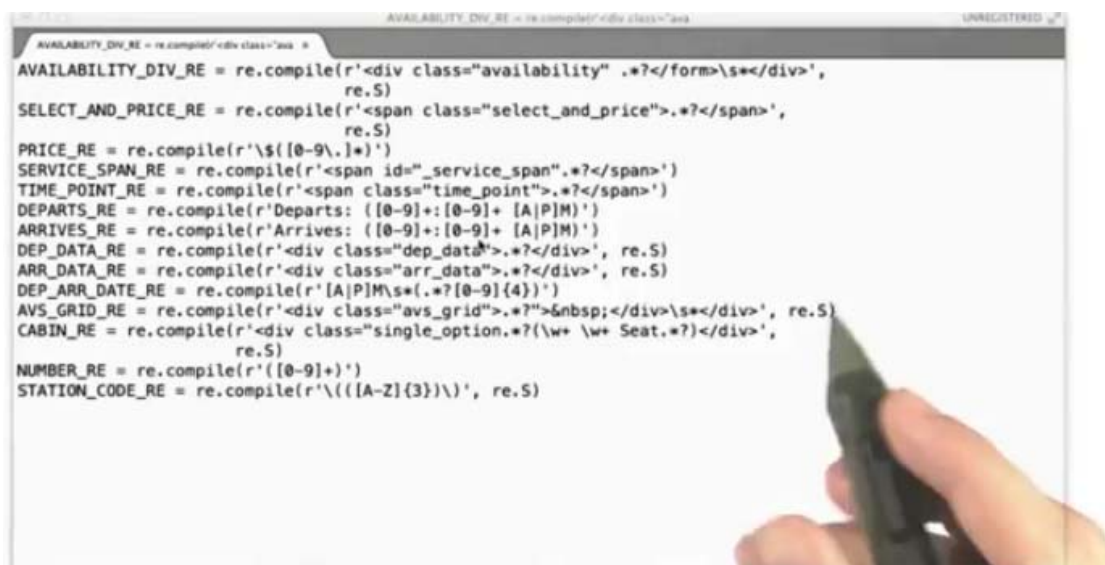 AVAILABILITY_DIV_RE = re.compile(r'<div class="ava
UNREGISTERED
AVAILABILITY_DIV_RE = re.compile(r'<div class="ava ×
AVAILABILITY_DIV_RE = re.compile(r'<div class="availability" .*?</form>\s*</div>',
re.S)
SELECT_AND_PRICE_RE = re.compile(r'<span class="select_and_price">.*?</span>',
re.S)
PRICE_RE = re.compile(r'\$([0-9\.]*)')
SERVICE_SPAN_RE = re.compile(r'<span id="_service_span".*?</span>')
TIME_POINT_RE = re.compile(r'<span class="time_point">.*?</span>')
DEPARTS_RE = re.compile(r'Departs: ([0-9]+:[0-9]+ [A|P]M)')
ARRIVES_RE = re.compile(r'Arrives: ([0-9]+:[0-9]+ [A|P]M)')
DEP_DATA_RE = re.compile(r'<div class="dep_data">.*?</div>', re.S)
ARR_DATA_RE = re.compile(r'<div class="arr_data">.*?</div>', re.S)
DEP_ARR_DATE_RE = re.compile(r'[A|P]M\s*(.*?[0-9]{4})')
AVS_GRID_RE = re.compile(r'<div class="avs_grid">.*?">&nbsp;</div>\s*</div>', re.S)
CABIN_RE = re.compile(r'<div class="single_option.*?(\w+ \w+ Seat.*?)</div>',
re.S)
NUMBER_RE = re.compile(r'([0-9]+)')
STATION_CODE_RE = re.compile(r'\(([A-Z]{3})\)', re.S)